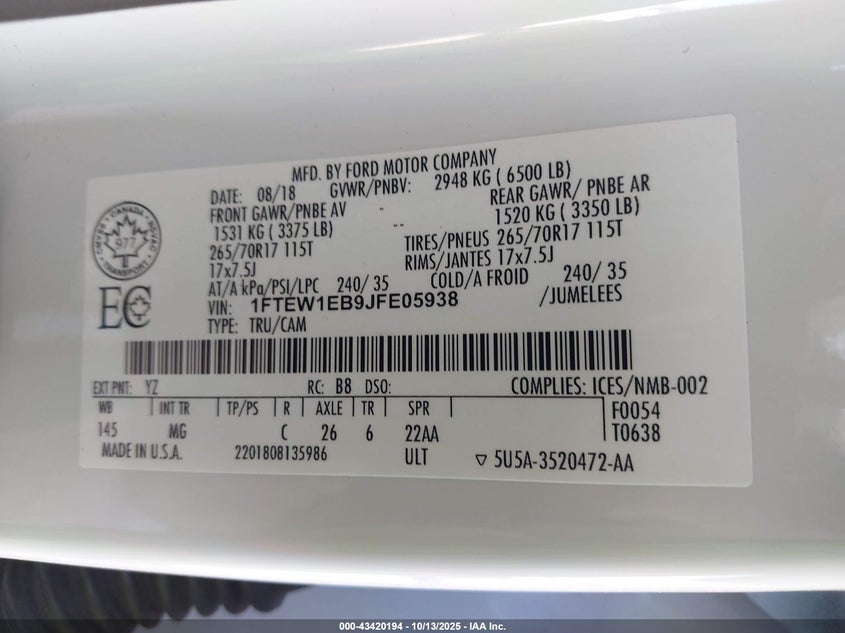 MFD. BY FORD MOTOR COMPANY
DATE: 08/18 GVWR/PNBV: 2948 KG ( 6500 LB)
FRONT GAWR/PNBE AV - REAR GAWR/ PNBE AR
1531 KG ( 3375 LB) -- 1520 KG ( 3350 LB)
265/70R17 115T TIRES/PNEUS 265/70R17 115T
17x7.5J RIMS/JANTES 17x7.5J
AT/A kPa/PSI/LPC 240/ 35 COLD/A FROID 240/ 35
VIN: 1FTEW1EB9JFE05938 /JUMELEES
TYPE: TRU/CAM
CANADA
977
TRANSPORT
EC
EXT PNT: YZ RC: B8 DSO: COMPLIES: ICES/NMB-002
WB INT TR TP/PS R AXLE TR SPR F0054
145 MG C 26 6 22AA T0638
MADE IN U.S.A. 2201808135986 ULT 5U5A-3520472-AA
000-43420194 - 10/13/2025 - IAA Inc.